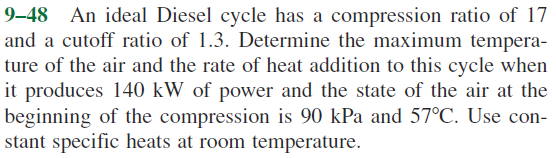 9–48 An ideal Diesel cycle has a compression ratio of 17
and a cutoff ratio of 1.3. Determine the maximum tempera-
ture of the air and the rate of heat addition to this cycle when
it produces 140 kW of power and the state of the air at the
beginning of the compression is 90 kPa and 57°C. Use con-
stant specific heats at room temperature.